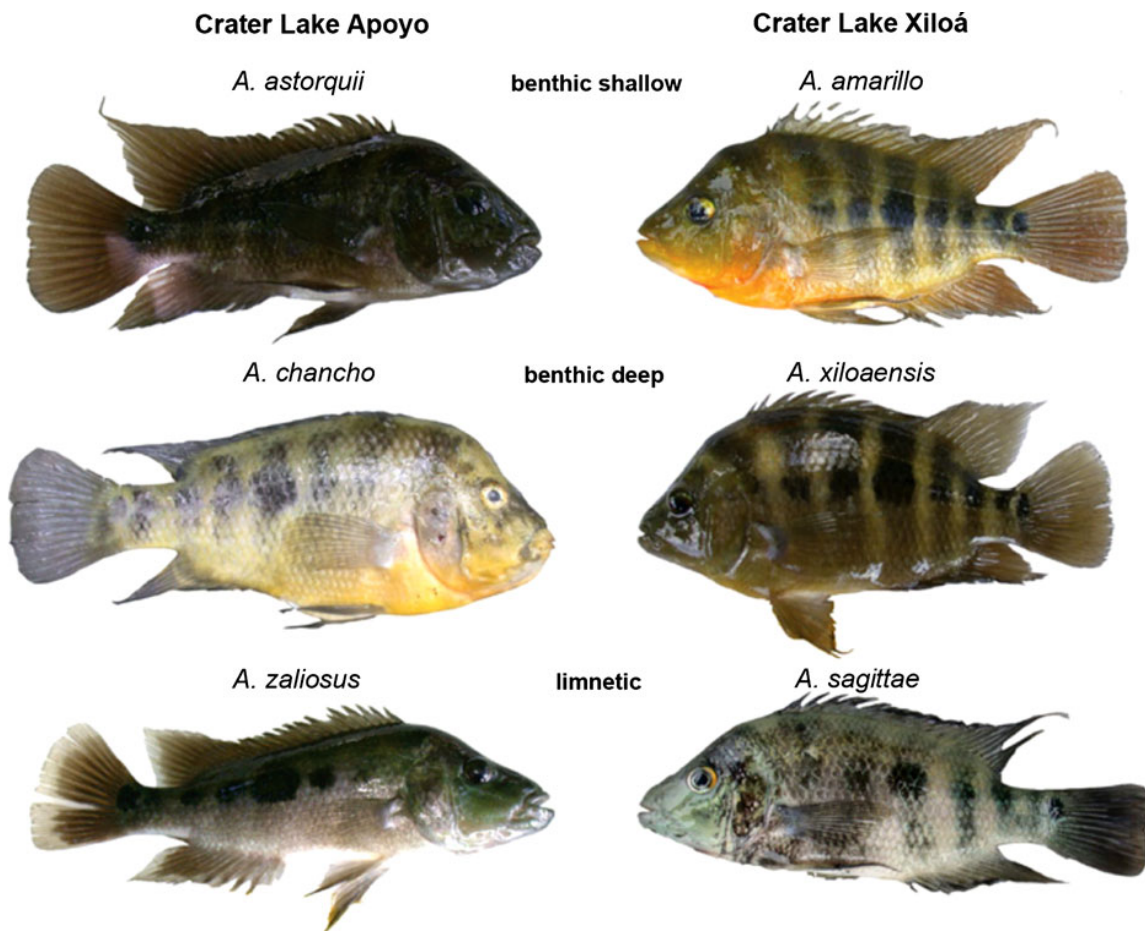 Crater Lake Apoyo
Crater Lake Xiloá
A. astorquii
benthic shallow
A. amarillo
A. chancho
benthic deep
A. xiloaensis
A. zaliosus
limnetic
A. sagittae